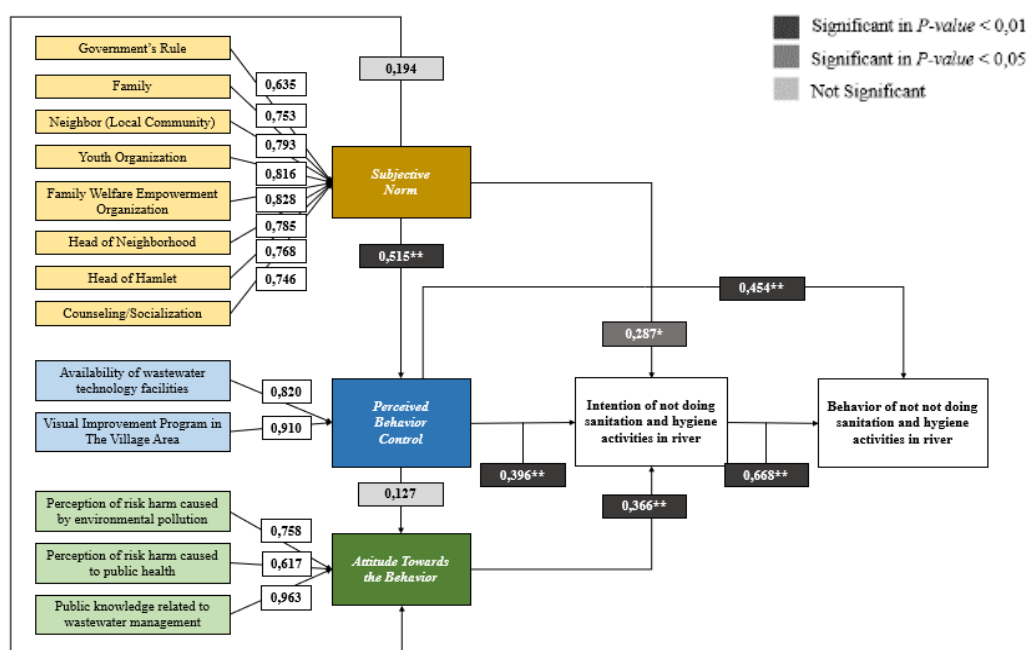 Significant in P-value < 0,01
Significant in P-value < 0,05
Not Significant
Government's Rule
Family
Neighbor (Local Community)
Youth Organization
Family Welfare Empowerment
Organization
Head of Neighborhood
Head of Hamlet
Counseling/Socialization
0,635
0,753
0,793
0,816
0,828
0,785
0,768
0,746
0,194
Subjective
Norm
0,515**
0,454**
0,287*
Availability of wastewater
technology facilities
Visual Improvement Program in
The Village Area
0,820
0,910
Perceived
Behavior
Control
0,396**
Intention of not doing
sanitation and hygiene
activities in river
0,668**
Behavior of not not doing
sanitation and hygiene
activities in river
0,127
0,366**
Perception of risk harm caused
by environmental pollution
Perception of risk harm caused
to public health
Public knowledge related to
wastewater management
0,758
0,617
0,963
Attitude Towards
the Behavior